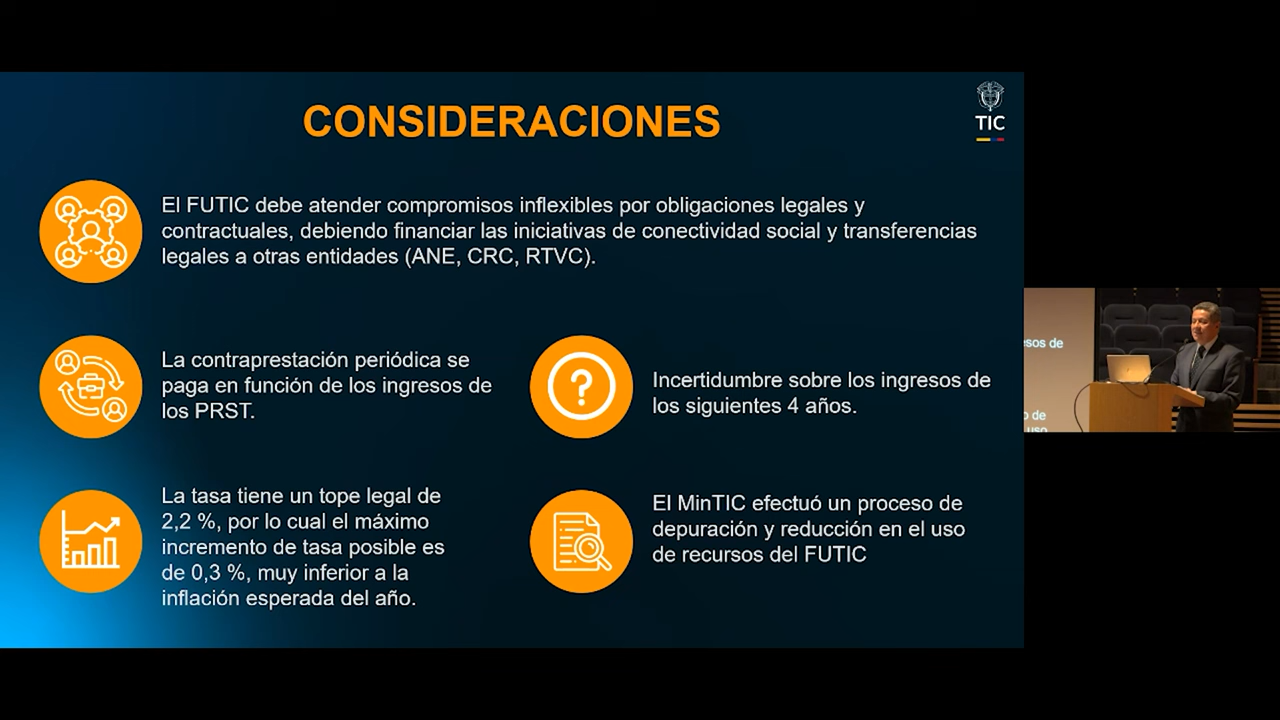 CONSIDERACIONES
TIC
El FUTIC debe atender compromisos inflexibles por obligaciones legales y
contractuales, debiendo financiar las iniciativas de conectividad social y transferencias
legales a otras entidades (ANE, CRC, RTVC).
La contraprestación periódica se
paga en función de los ingresos de
los PRST.
Incertidumbre sobre los ingresos de
los siguientes 4 años.
La tasa tiene un tope legal de
2,2 %, por lo cual el máximo
incremento de tasa posible es
de 0,3 %, muy inferior a la
inflación esperada del año.
El MinTIC efectuó un proceso de
depuración y reducción en el uso
de recursos del FUTIC
esos de
o de
uso